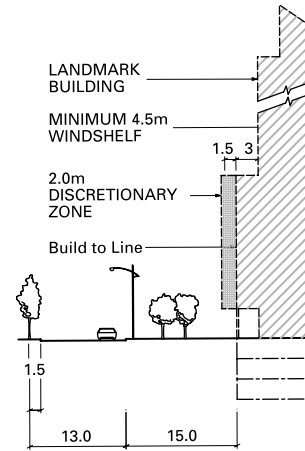 LANDMARK
BUILDING
MINIMUM 4.5m
WINDSHELF
1.5 3
2.0m
DISCRETIONARY
ZONE
Build to Line
1.5
13.0 15.0